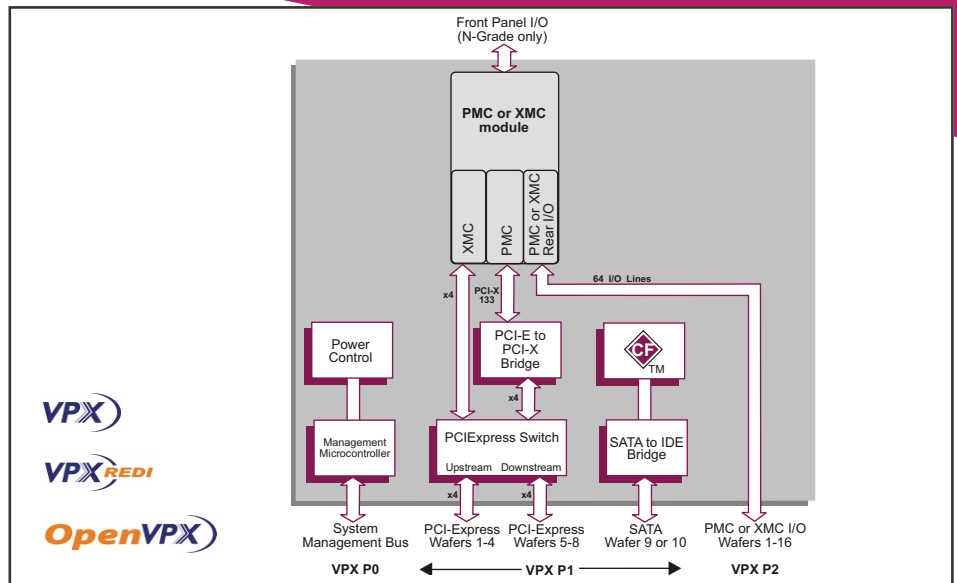 Front Panel I/O
(N-Grade only)
PMC or XMC
module
XMC
PMC
PMC or XMC
Rear I/O
64 I/O Lines
x4
PCI-X
133
Power
Control
PCI-E to
PCI-X
Bridge
CF
TM
x4
VPX
Management
Microcontroller
PCIExpress Switch
Upstream Downstream
SATA to IDE
Bridge
VPX REDI
x4
x4
OpenVPX
System
Management Bus
PCI-Express
Wafers 1-4
PCI-Express
Wafers 5-8
SATA
Wafer 9 or 10
PMC or XMC I/O
Wafers 1-16
VPX P0
VPX P1
VPX P2